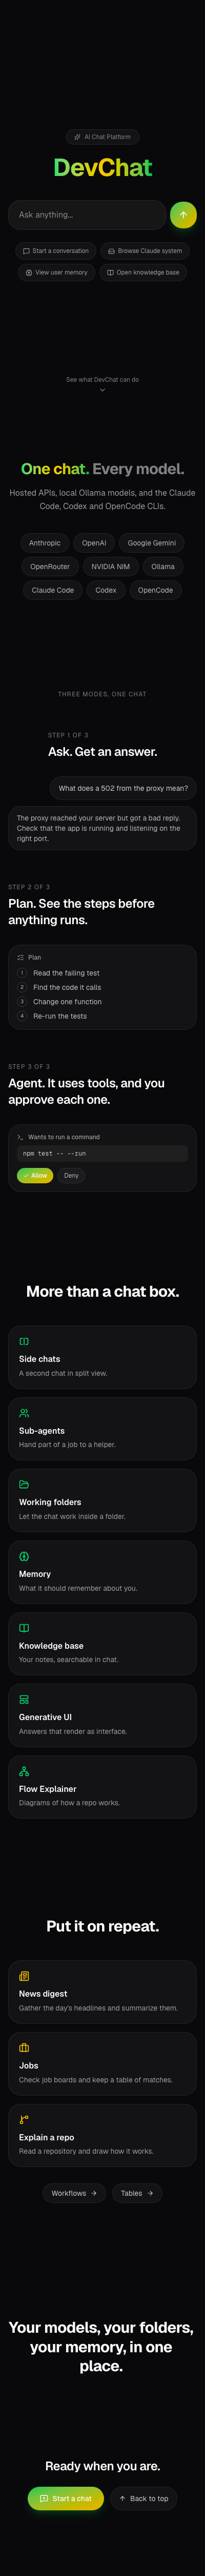 AI Chat Platform
DevChat
Ask anything...
Start a conversation
Browse Claude system
View user memory
Open knowledge base
See what DevChat can do
One chat. Every model.
Hosted APIs, local Ollama models, and the Claude
Code, Codex and OpenCode CLIs.
Anthropic
OpenAI
Google Gemini
OpenRouter
NVIDIA NIM
Ollama
Claude Code
Codex
OpenCode
THREE MODES, ONE CHAT
STEP 1 OF 3
Ask. Get an answer.
What does a 502 from the proxy mean?
The proxy reached your server but got a bad reply.
Check that the app is running and listening on the
right port.
STEP 2 OF 3
Plan. See the steps before
anything runs.
Plan
1 Read the failing test
2 Find the code it calls
3 Change one function
4 Re-run the tests
STEP 3 OF 3
Agent. It uses tools, and you
approve each one.
Wants to run a command
npm test -- --run
Allow
Deny
More than a chat box.
Side chats
A second chat in split view.
Sub-agents
Hand part of a job to a helper.
Working folders
Let the chat work inside a folder.
Memory
What it should remember about you.
Knowledge base
Your notes, searchable in chat.
Generative UI
Answers that render as interface.
Flow Explainer
Diagrams of how a repo works.
Put it on repeat.
News digest
Gather the day's headlines and summarize them.
Jobs
Check job boards and keep a table of matches.
Explain a repo
Read a repository and draw how it works.
Workflows
Tables
Your models, your folders,
your memory, in one
place.
Ready when you are.
Start a chat
Back to top